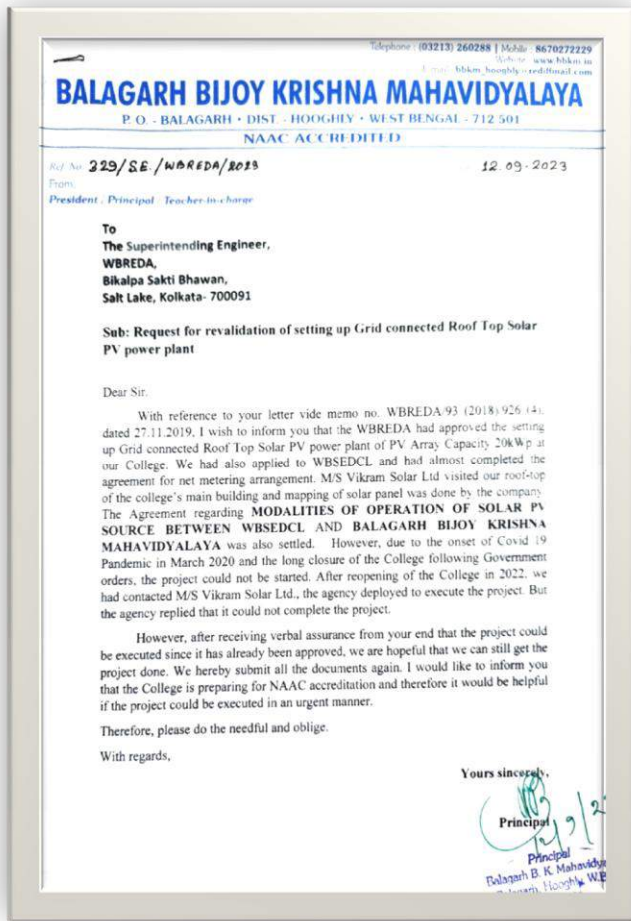 Telephone : (03213) 260288 | Mobile : 8670272229
Website : www.bbkm.in
E-mail : bbkm_hooghly@rediffmail.com
BALAGARH BIJOY KRISHNA MAHAVIDYALAYA
P. O. - BALAGARH • DIST. - HOOGHLY • WEST BENGAL - 712 501
NAAC ACCREDITED
Ref. No. 329/S.E./WBREDA/2023 12.09.2023
From:
President / Principal / Teacher-in-charge
To
The Superintending Engineer,
WBREDA,
Bikalpa Sakti Bhawan,
Salt Lake, Kolkata- 700091
Sub: Request for revalidation of setting up Grid connected Roof Top Solar
PV power plant
Dear Sir.
With reference to your letter vide memo no. WBREDA/93 (2018) 926 (4),
dated 27.11.2019, I wish to inform you that the WBREDA had approved the setting
up Grid connected Roof Top Solar PV power plant of PV Array Capacity 20kWp at
our College. We had also applied to WBSEDCL and had almost completed the
agreement for net metering arrangement. M/S Vikram Solar Ltd visited our roof-top
of the college's main building and mapping of solar panel was done by the company
The Agreement regarding MODALITIES OF OPERATION OF SOLAR PV
SOURCE BETWEEN WBSEDCL AND BALAGARH BIJOY KRISHNA
MAHAVIDYALAYA was also settled. However, due to the onset of Covid 19
Pandemic in March 2020 and the long closure of the College following Government
orders, the project could not be started. After reopening of the College in 2022, we
had contacted M/S Vikram Solar Ltd., the agency deployed to execute the project. But
the agency replied that it could not complete the project.
However, after receiving verbal assurance from your end that the project could
be executed since it has already been approved, we are hopeful that we can still get the
project done. We hereby submit all the documents again. I would like to inform you
that the College is preparing for NAAC accreditation and therefore it would be helpful
if the project could be executed in an urgent manner.
Therefore, please do the needful and oblige.
With regards,
Yours sincerely,
Principal
12/9/2
Principal
Balagarh B. K. Mahavidya
Balagarh, Hooghly, W.B